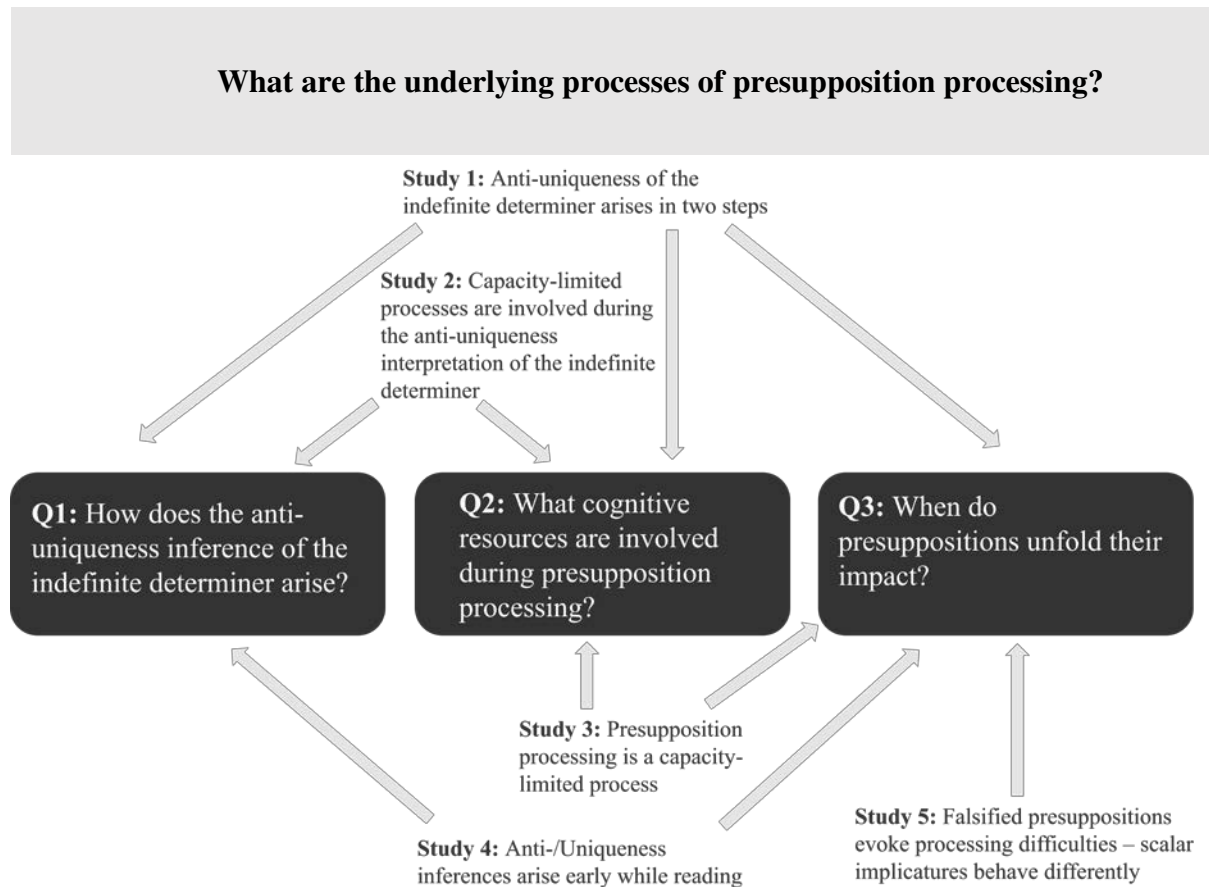 What are the underlying processes of presupposition processing?
Study 1: Anti-uniqueness of the
indefinite determiner arises in two steps
Study 2: Capacity-limited
processes are involved during
the anti-uniqueness
interpretation of the indefinite
determiner
Q1: How does the anti-
uniqueness inference of the
indefinite determiner arise?
Q2: What cognitive
resources are involved
during presupposition
processing?
Q3: When do
presuppositions unfold their
impact?
Study 3: Presupposition
processing is a capacity-
limited process
Study 4: Anti-/Uniqueness
inferences arise early while reading
Study 5: Falsified presuppositions
evoke processing difficulties – scalar
implicatures behave differently